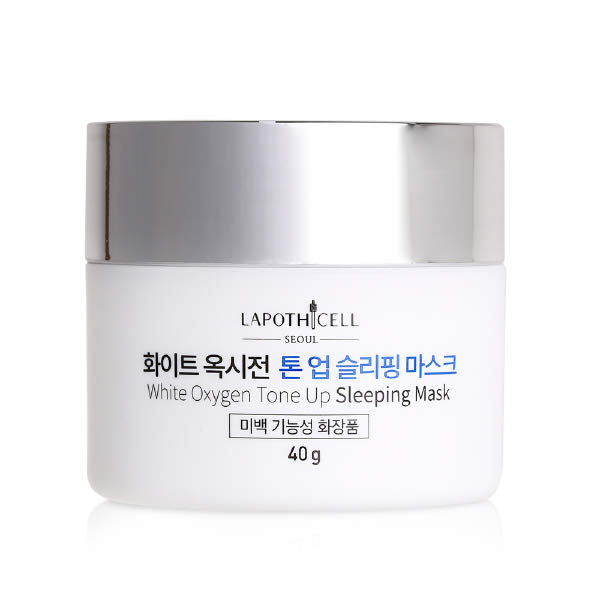 LAPOTHICELL
SEOUL
화이트 옥시전 톤 업 슬리핑 마스크
White Oxygen Tone Up Sleeping Mask
미백 기능성 화장품
40 g